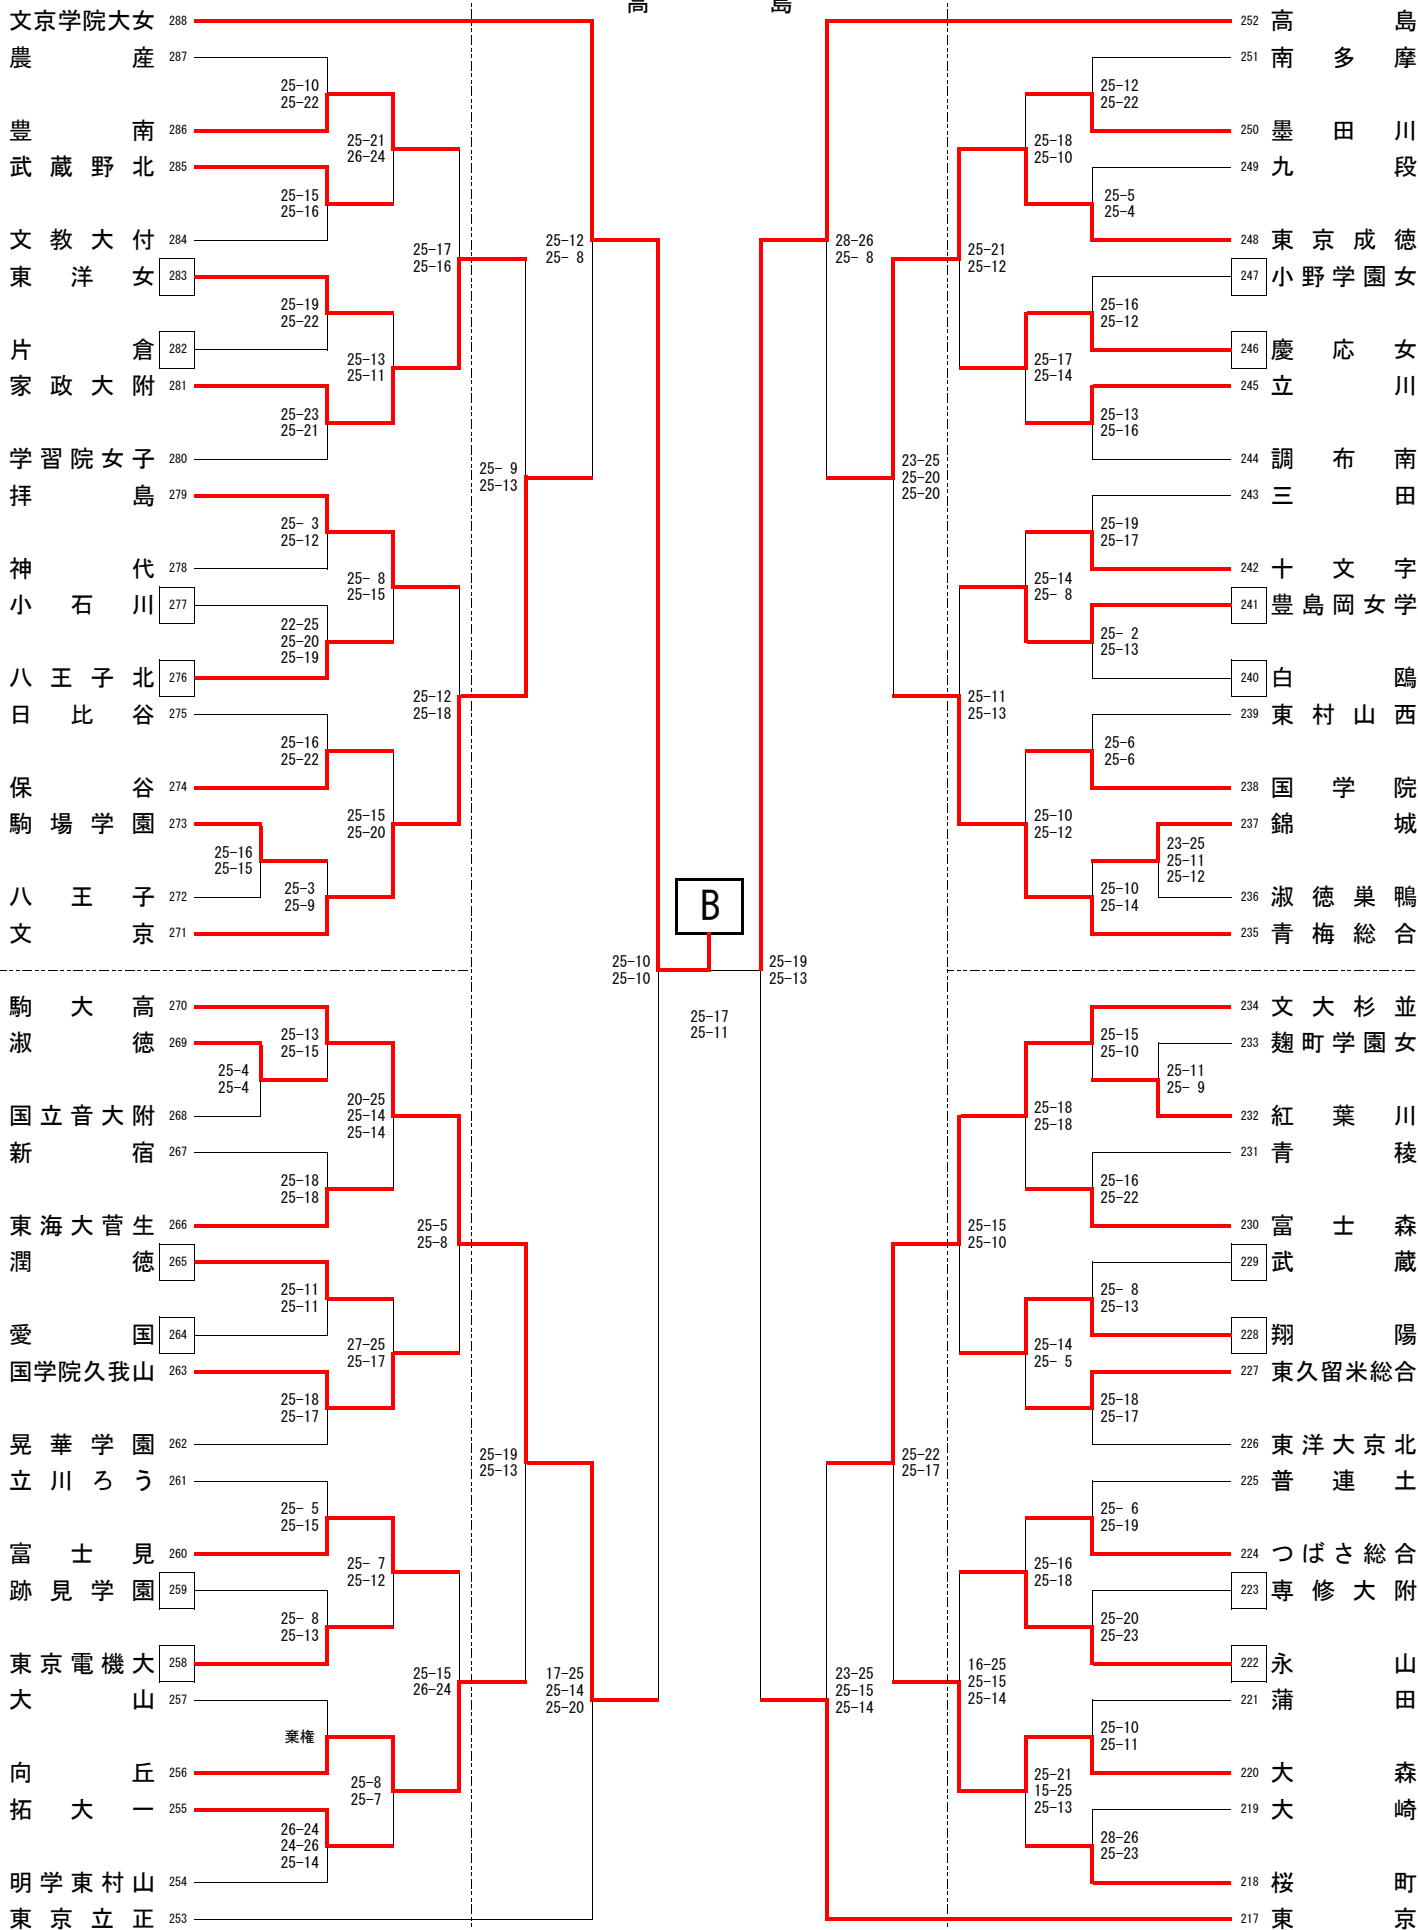 高 島
文京学院大女 288
農産 287
25-10
25-22
豊南 286
25-21
26-24
武蔵野北 285
25-15
25-16
文教大付 284
25-17
25-16
25-12
25- 8
東洋女 283
25-19
25-22
片倉 282
25-13
25-11
家政大附 281
25-23
25-21
学習院女子 280
25- 9
25-13
拝島 279
25- 3
25-12
神代 278
25- 8
25-15
小石川 277
22-25
25-20
25-19
八王子北 276
25-12
25-18
日比谷 275
25-16
25-22
保谷 274
25-15
25-20
駒場学園 273
25-16
25-15
八王子 272
25-3
25-9
文京 271
25-10
25-10
駒大高 270
25-13
25-15
淑徳 269
25-4
25-4
国立音大附 268
20-25
25-14
25-14
新宿 267
25-18
25-18
東海大菅生 266
25-5
25-8
潤徳 265
25-11
25-11
愛国 264
27-25
25-17
国学院久我山 263
25-18
25-17
晃華学園 262
25-19
25-13
立川ろう 261
25- 5
25-15
富士見 260
25- 7
25-12
跡見学園 259
25- 8
25-13
東京電機大 258
25-15
26-24
17-25
25-14
25-20
大山 257
棄権
向丘 256
25-8
25-7
拓大一 255
26-24
24-26
25-14
明学東村山 254
東京立正 253
B
25-17
25-11
252 高島
251 南多摩
25-12
25-22
250 墨田川
25-18
25-10
249 九段
25-5
25-4
248 東京成徳
28-26
25- 8
25-21
25-12
247 小野学園女
25-16
25-12
246 慶応女
25-17
25-14
245 立川
25-13
25-16
244 調布南
23-25
25-20
25-20
243 三田
25-19
25-17
242 十文字
25-14
25- 8
241 豊島岡女学
25- 2
25-13
240 白鴎
25-11
25-13
239 東村山西
25-6
25-6
238 国学院
25-10
25-12
237 錦城
23-25
25-11
25-12
236 淑徳巣鴨
25-10
25-14
235 青梅総合
25-19
25-13
234 文大杉並
25-15
25-10
233 麹町学園女
25-11
25- 9
232 紅葉川
25-18
25-18
231 青稜
25-16
25-22
230 富士森
25-15
25-10
229 武蔵
25- 8
25-13
228 翔陽
25-14
25- 5
227 東久留米総合
25-18
25-17
226 東洋大京北
25-22
25-17
225 普連土
25- 6
25-19
224 つばさ総合
25-16
25-18
223 専修大附
25-20
25-23
222 永山
23-25
25-15
25-14
16-25
25-15
25-14
221 蒲田
25-10
25-11
220 大森
25-21
15-25
25-13
219 大崎
28-26
25-23
218 桜町
217 東京